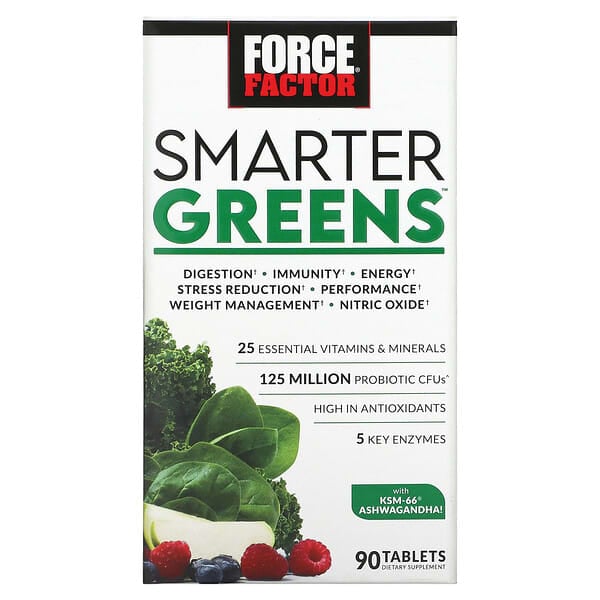 FORCE
FACTOR®
SMARTER
GREENS™
DIGESTION† • IMMUNITY† • ENERGY†
STRESS REDUCTION† • PERFORMANCE†
WEIGHT MANAGEMENT† • NITRIC OXIDE†
25 ESSENTIAL VITAMINS & MINERALS
125 MILLION PROBIOTIC CFUs^
HIGH IN ANTIOXIDANTS
5 KEY ENZYMES
with
KSM-66®
ASHWAGANDHA!
90 TABLETS
DIETARY SUPPLEMENT